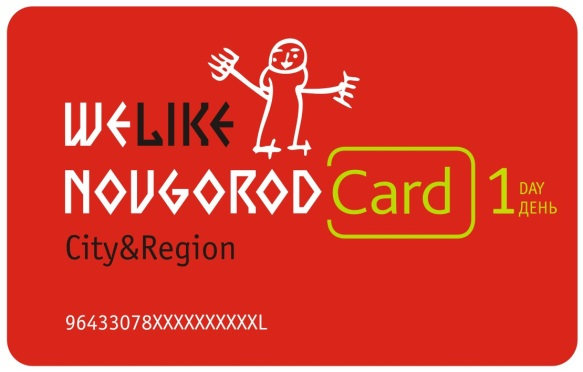 WELIKE
NOVGOROD Card 1 DAY
ДЕНЬ
City&Region
96433078XXXXXXXXXXL